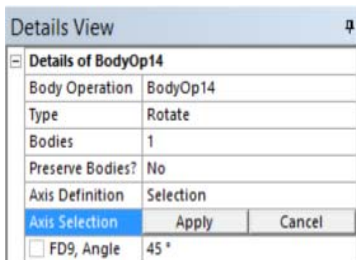 Details View
Details of BodyOp14
Body Operation BodyOp14
Type Rotate
Bodies 1
Preserve Bodies? No
Axis Definition Selection
Axis Selection Apply Cancel
FD9, Angle 45 °